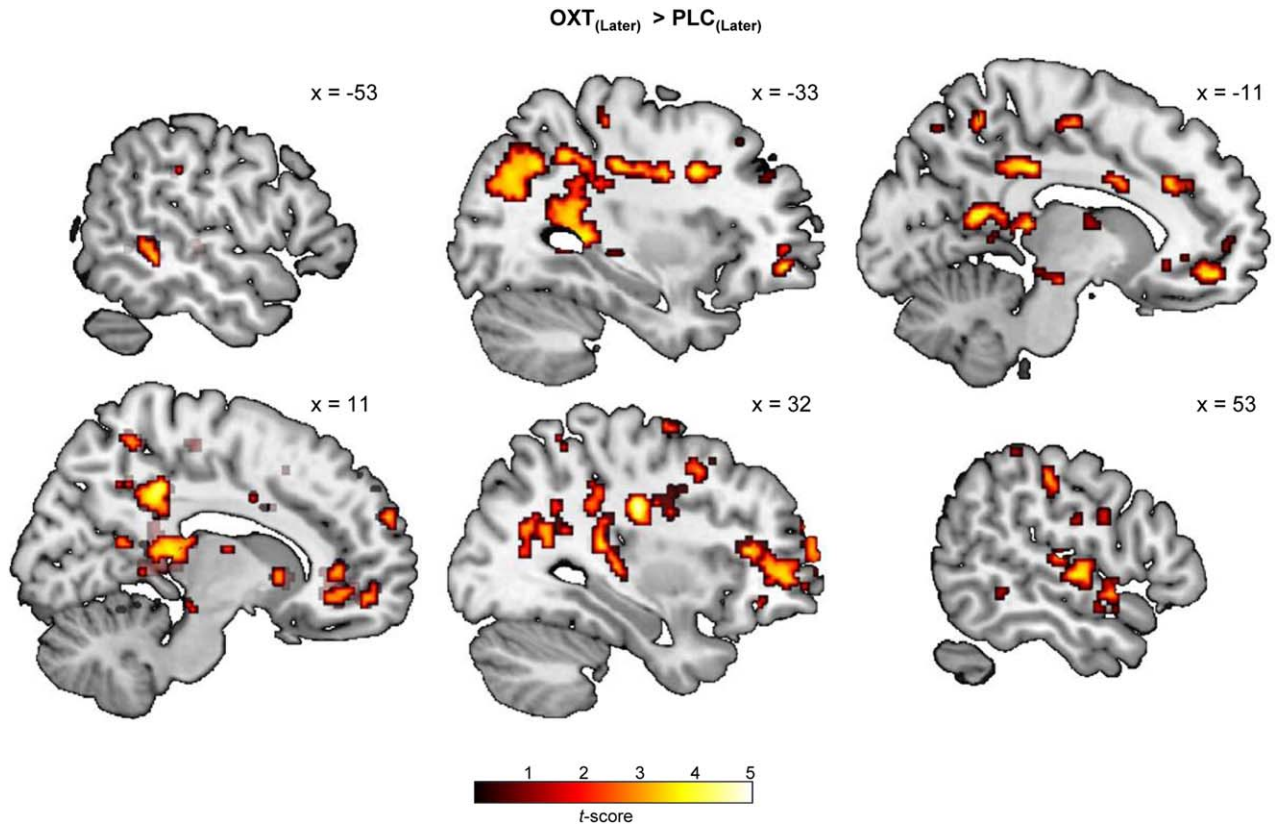 OXT(Later) > PLC(Later)
x = -53
x = -33
x = -11
x = 11
x = 32
x = 53
1 2 3 4 5
t-score